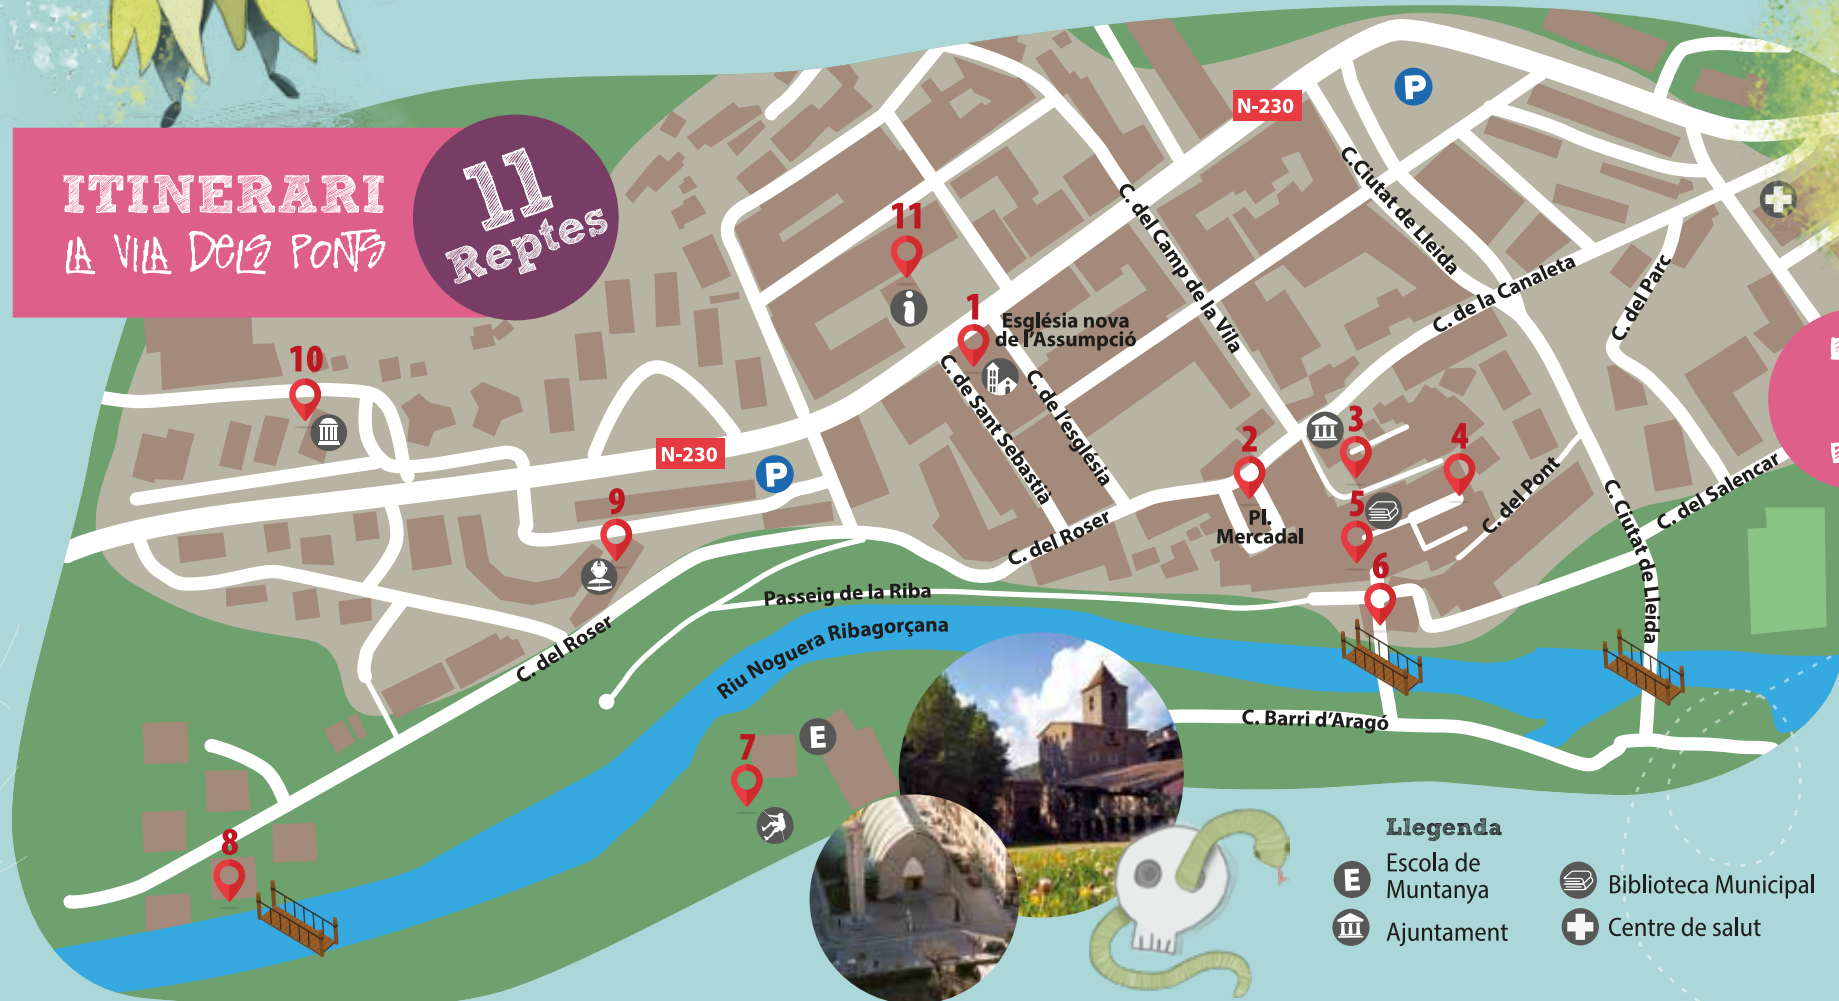 ITINERARI
LA VILA DELS PONTS
11
Reptes
N-230
P
C. Ciutat de Lleida
C. del Camp de la Vila
11
i
1
Església nova
de l'Assumpció
C. de la Canaleta
C. del Parc
10
C. de Sant Sebastià
C. de l'església
N-230
P
2
3
4
9
5
Pl.
Mercadal
C. del Pont
C. Ciutat de Lleida
C. del Salencar
C. del Roser
6
Passeig de la Riba
Riu Noguera Ribagorçana
C. del Roser
C. Barri d'Aragó
7
E
8
Llegenda
E
Escola de
Muntanya
Ajuntament
Biblioteca Municipal
Centre de salut